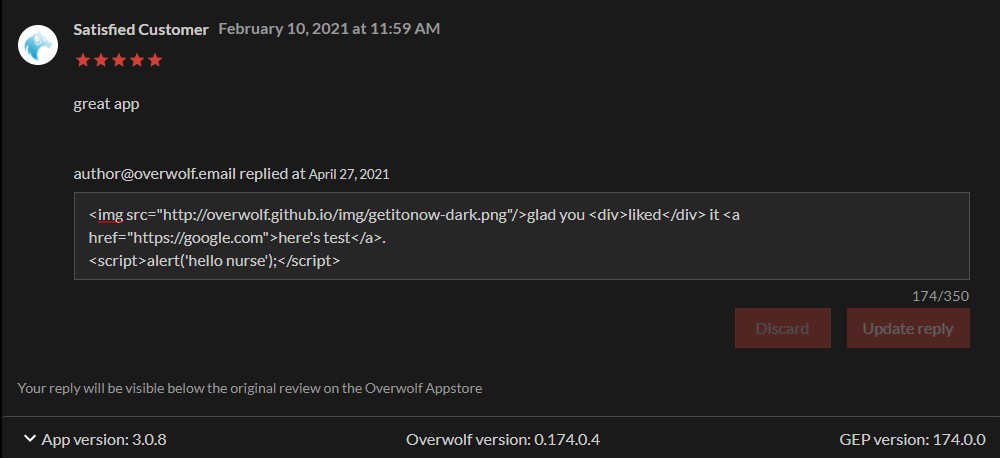 Satisfied Customer February 10, 2021 at 11:59 AM
great app
author@overwolf.email replied at April 27, 2021
<img src="http://overwolf.github.io/img/getitonow-dark.png"/>glad you <div>liked</div> it <a
href="https://google.com">here's test</a>.
<script>alert('hello nurse');</script>
174/350
Discard Update reply
Your reply will be visible below the original review on the Overwolf Appstore
App version: 3.0.8 Overwolf version: 0.174.0.4 GEP version: 174.0.0